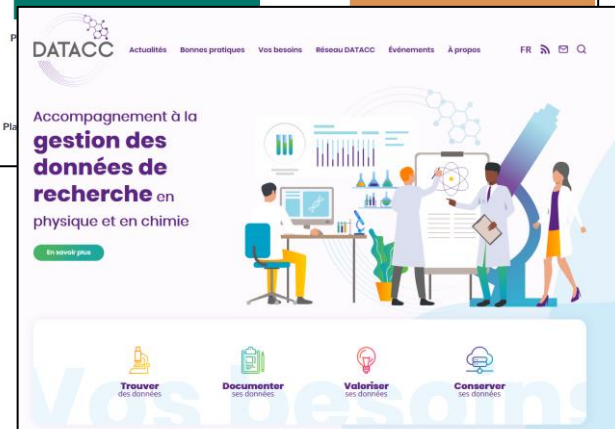 DATACC
Actualités Bonnes pratiques Vos besoins Réseau DATACC Événements À propos FR
Accompagnement à la
gestion des
données de
recherche en
physique et en chimie
En savoir plus
Vos besoins
Trouver
des données
Documenter
ses données
Valoriser
ses données
Conserver
ses données